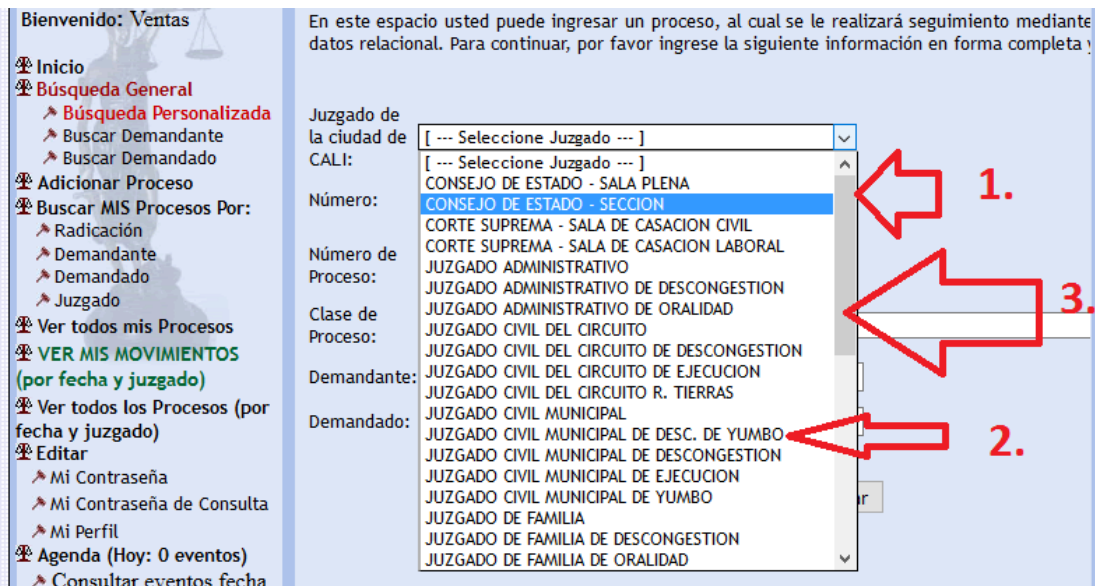 Bienvenido: Ventas
Inicio
Búsqueda General
Búsqueda Personalizada
Buscar Demandante
Buscar Demandado
Adicionar Proceso
Buscar MIS Procesos Por:
Radicación
Demandante
Demandado
Juzgado
Ver todos mis Procesos
VER MIS MOVIMIENTOS
(por fecha y juzgado)
Ver todos los Procesos (por
fecha y juzgado)
Editar
Mi Contraseña
Mi Contraseña de Consulta
Mi Perfil
Agenda (Hoy: 0 eventos)
Consultar eventos fecha
En este espacio usted puede ingresar un proceso, al cual se le realizará seguimiento mediante
datos relacional. Para continuar, por favor ingrese la siguiente información en forma completa y
Juzgado de
la ciudad de
CALI:
[ --- Seleccione Juzgado --- ]
Número:
Número de
Proceso:
Clase de
Proceso:
Demandante:
Demandado:
[ --- Seleccione Juzgado --- ]
CONSEJO DE ESTADO - SALA PLENA
CONSEJO DE ESTADO - SECCION
CORTE SUPREMA - SALA DE CASACION CIVIL
CORTE SUPREMA - SALA DE CASACION LABORAL
JUZGADO ADMINISTRATIVO
JUZGADO ADMINISTRATIVO DE DESCONGESTION
JUZGADO ADMINISTRATIVO DE ORALIDAD
JUZGADO CIVIL DEL CIRCUITO
JUZGADO CIVIL DEL CIRCUITO DE DESCONGESTION
JUZGADO CIVIL DEL CIRCUITO DE EJECUCION
JUZGADO CIVIL DEL CIRCUITO R. TIERRAS
JUZGADO CIVIL MUNICIPAL
JUZGADO CIVIL MUNICIPAL DE DESC. DE YUMBO
JUZGADO CIVIL MUNICIPAL DE DESCONGESTION
JUZGADO CIVIL MUNICIPAL DE EJECUCION
JUZGADO CIVIL MUNICIPAL DE YUMBO
JUZGADO DE FAMILIA
JUZGADO DE FAMILIA DE DESCONGESTION
JUZGADO DE FAMILIA DE ORALIDAD
1.
3.
2.
ar